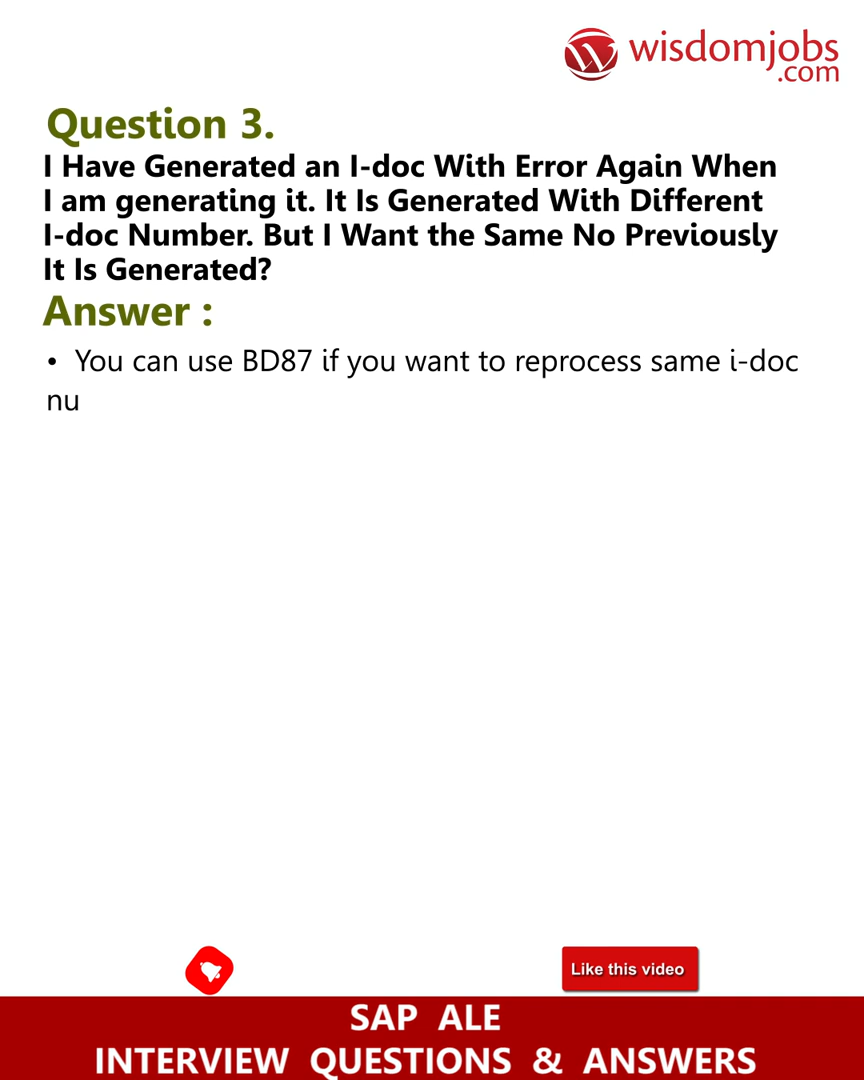 wisdomjobs
.com
Question 3.
I Have Generated an I-doc With Error Again When
I am generating it. It Is Generated With Different
I-doc Number. But I Want the Same No Previously
It Is Generated?
Answer :
• You can use BD87 if you want to reprocess same i-doc
nu
Like this video
SAP ALE
INTERVIEW QUESTIONS & ANSWERS